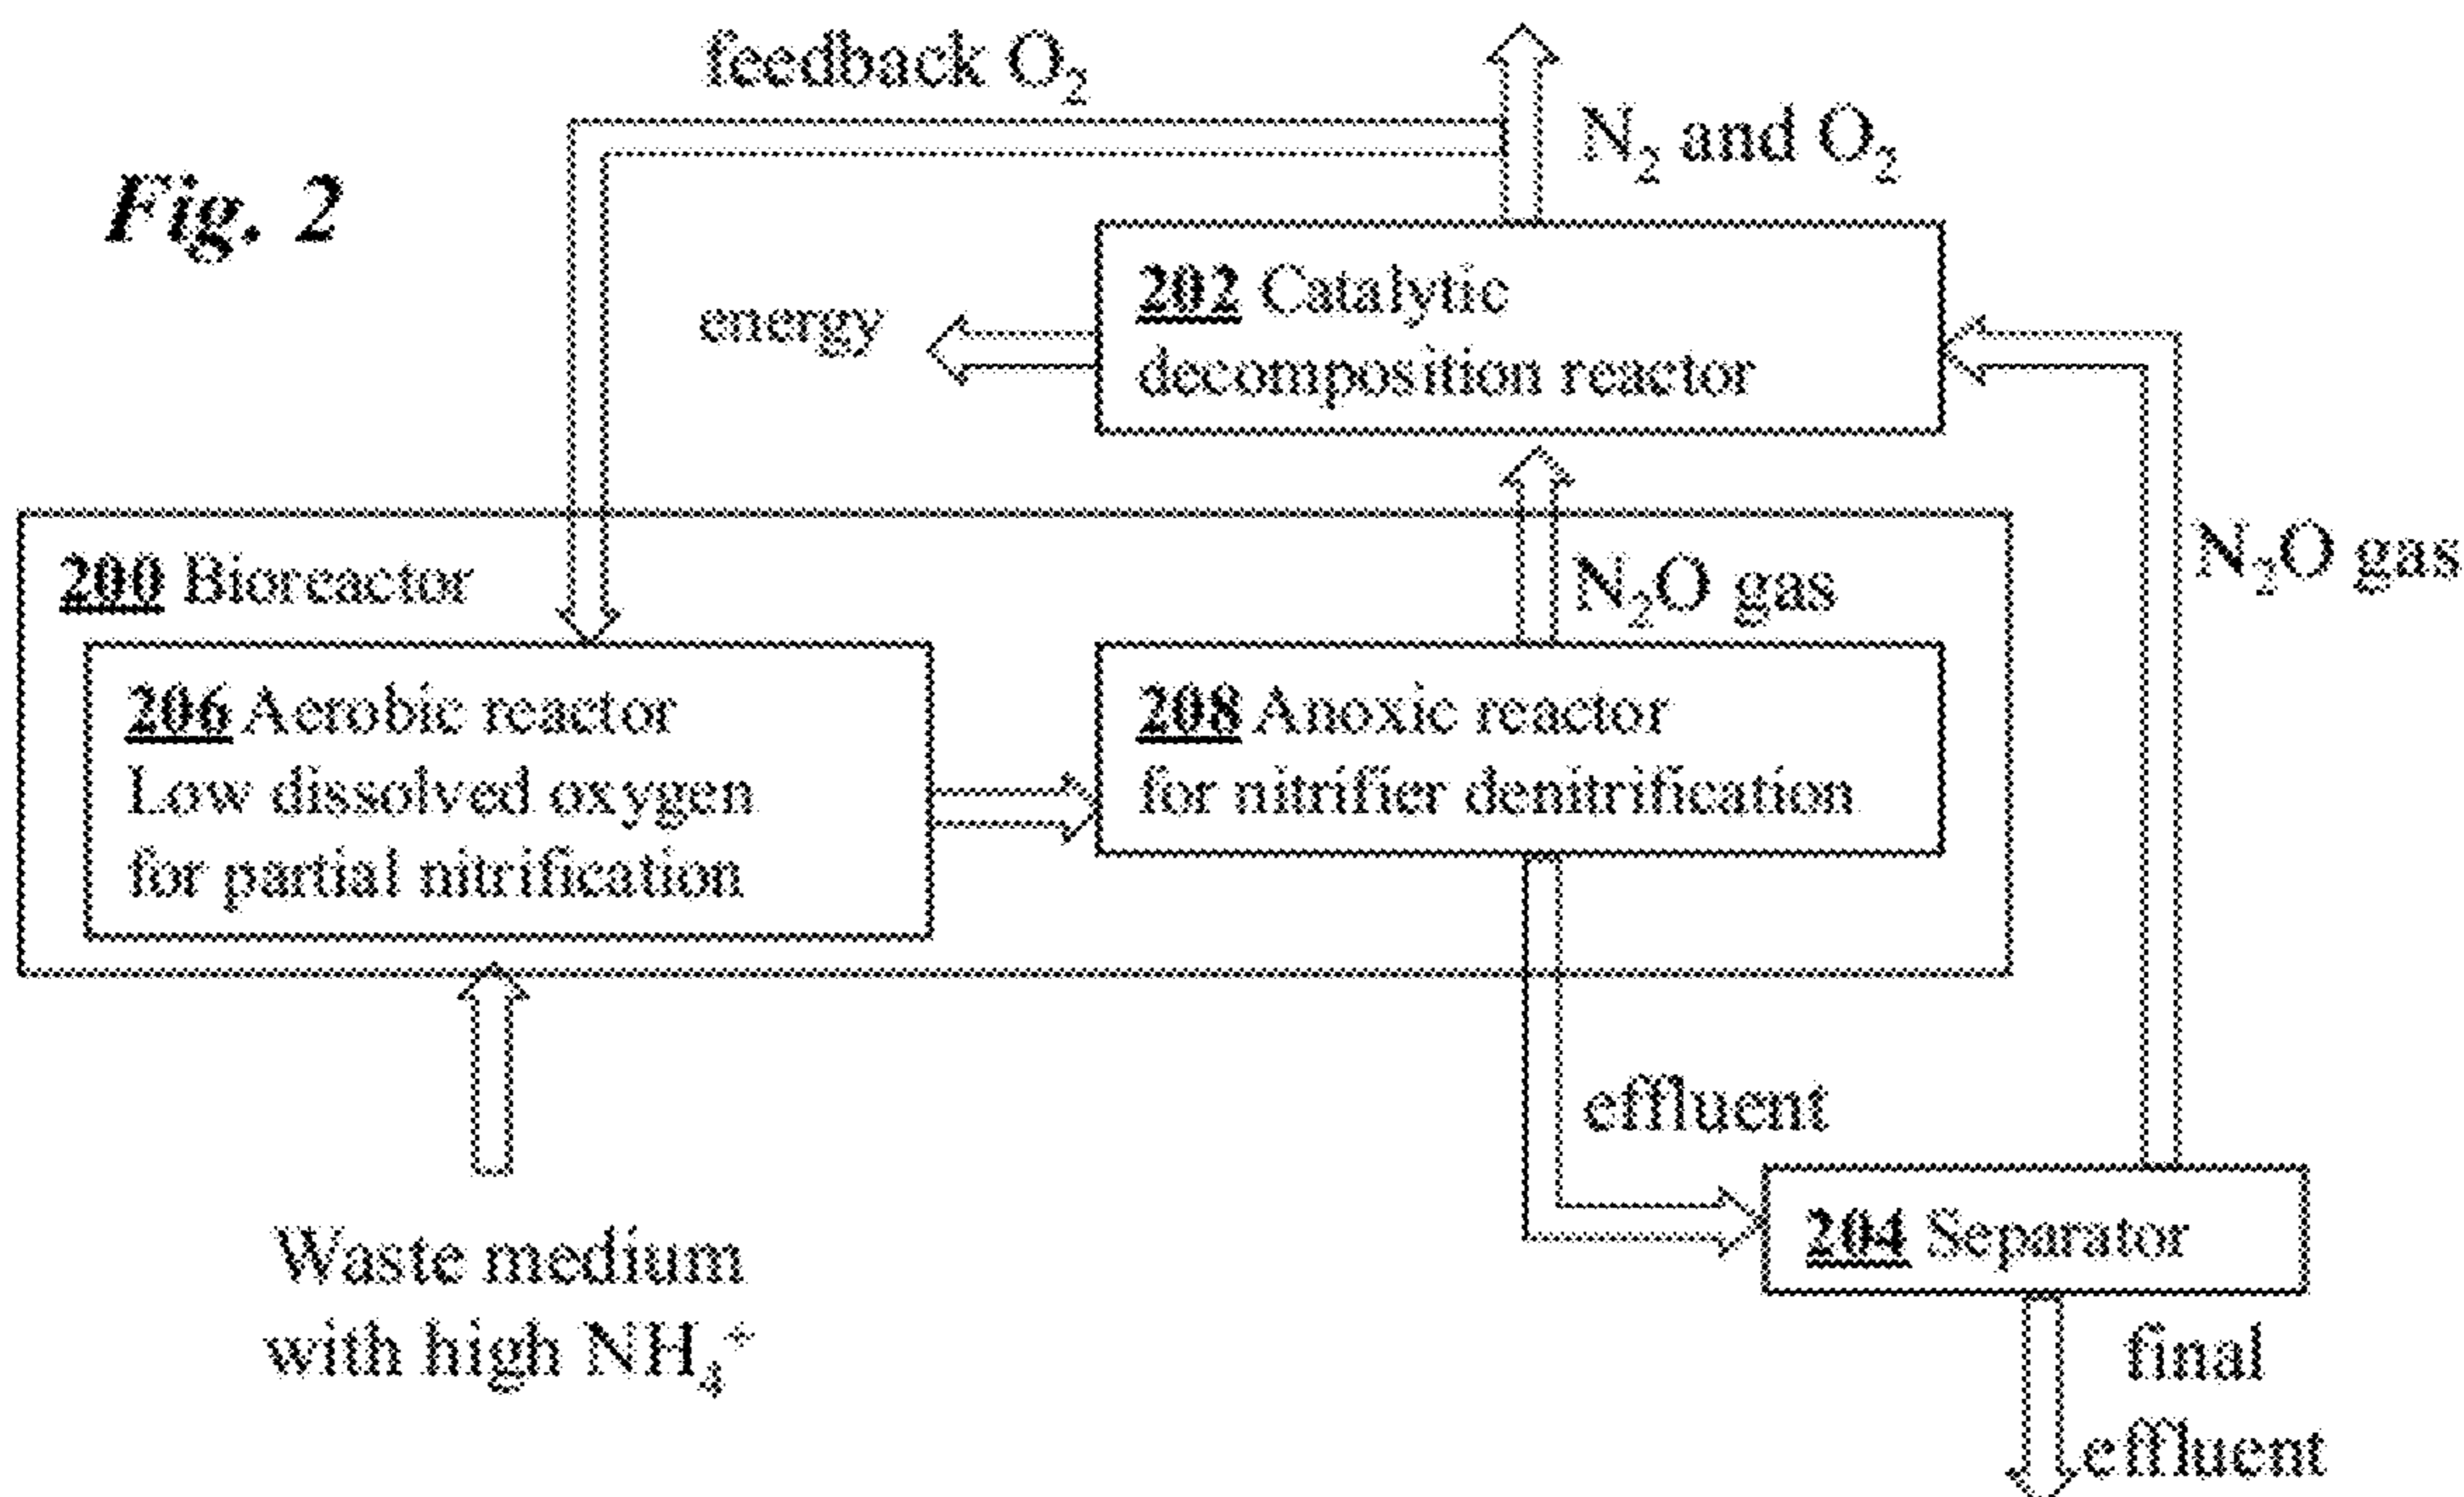 feedback O₂
N₂ and O₂
Fig. 2
202 Catalytic
decomposition reactor
energy
N₂O gas
200 Bioreactor
N₂O gas
206 Aerobic reactor
Low dissolved oxygen
for partial nitrification
208 Anoxic reactor
for nitrifier denitrification
effluent
204 Separator
Waste medium
with high NH₄⁺
final
effluent